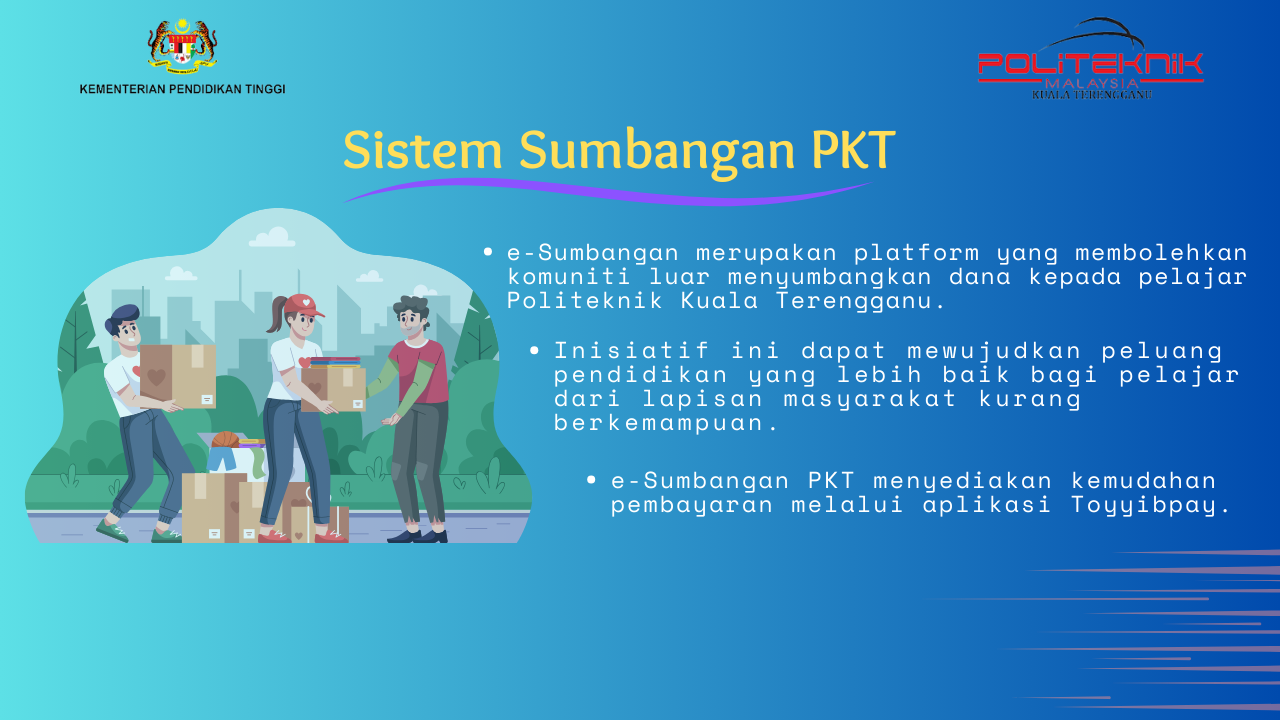 KEMENTERIAN PENDIDIKAN TINGGI
POLITEKNIK
MALAYSIA
KUALA TERENGGANU
Sistem Sumbangan PKT
• e-Sumbangan merupakan platform yang membolehkan
komuniti luar menyumbangkan dana kepada pelajar
Politeknik Kuala Terengganu.
• Inisiatif ini dapat mewujudkan peluang
pendidikan yang lebih baik bagi pelajar
dari lapisan masyarakat kurang
berkemampuan.
• e-Sumbangan PKT menyediakan kemudahan
pembayaran melalui aplikasi Toyyibpay.